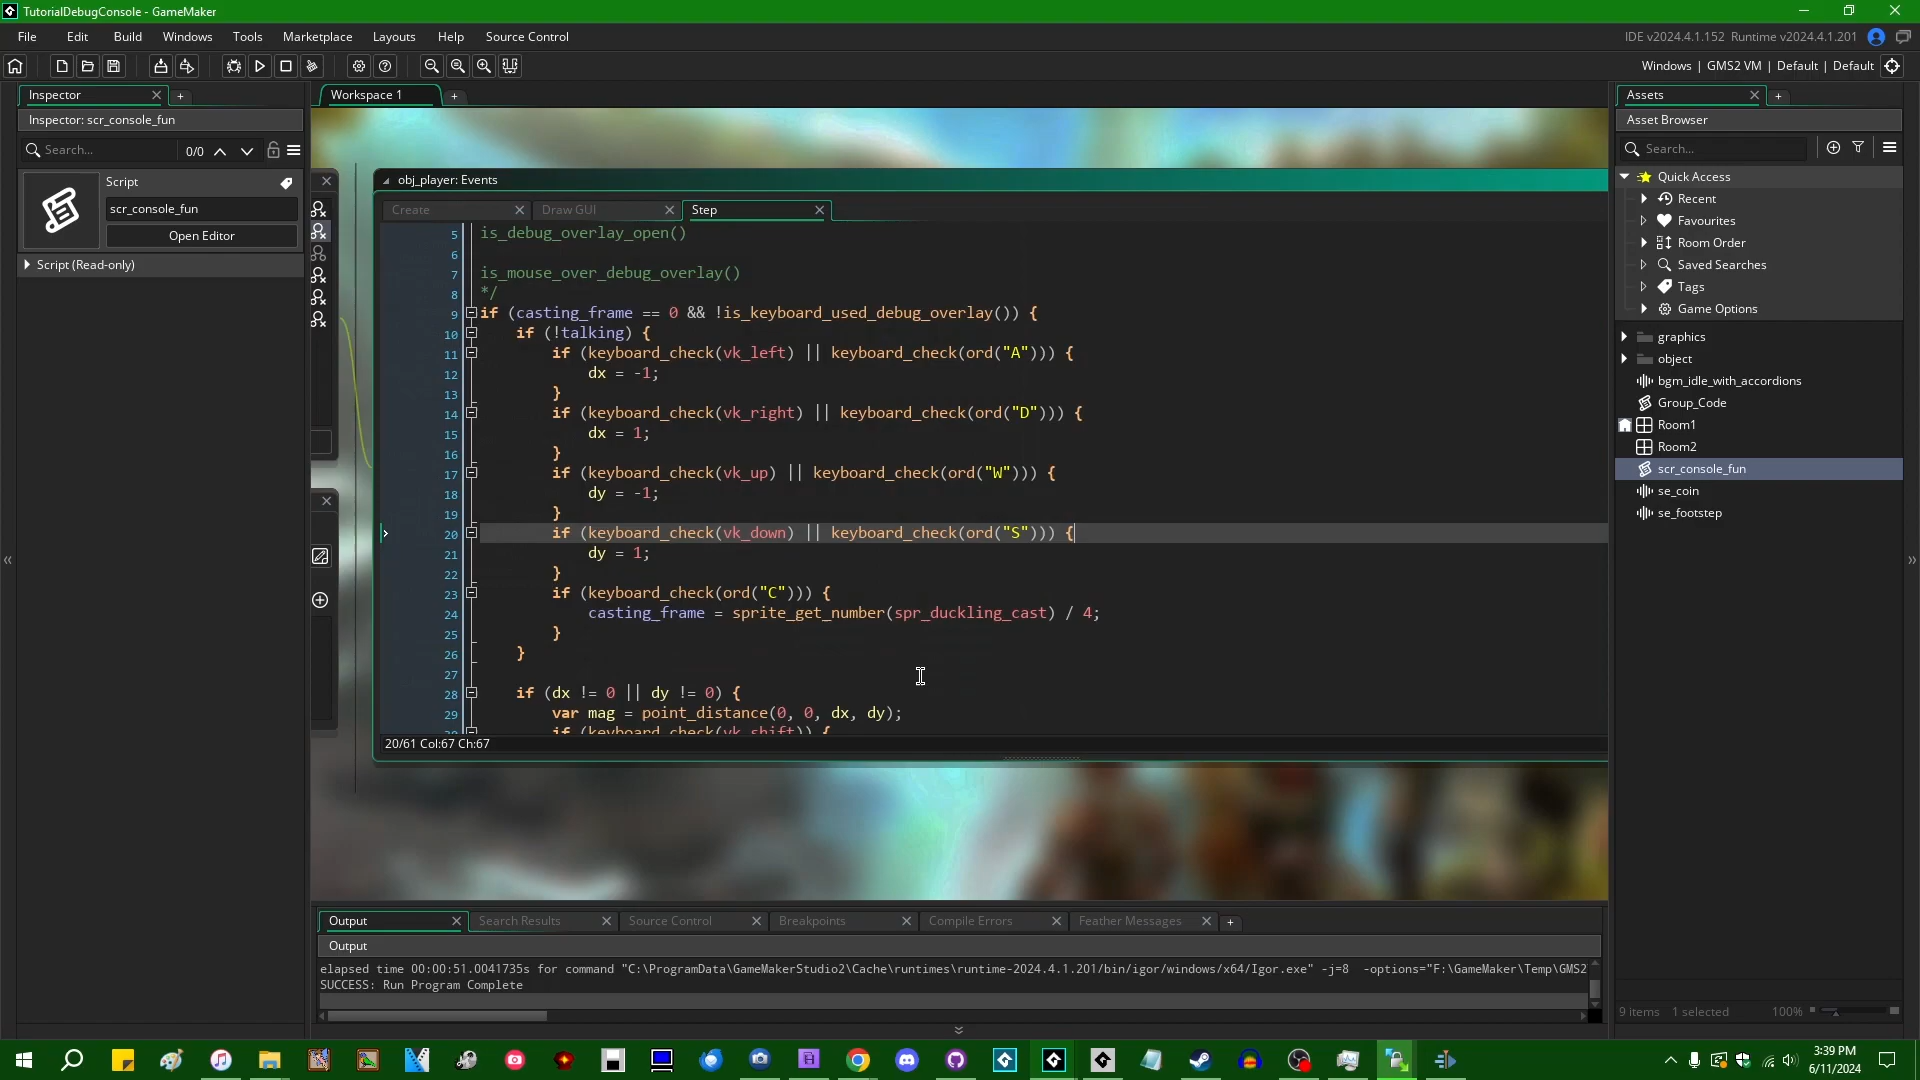 TutorialDebugConsole - GameMaker
File Edit Build Windows Tools Marketplace Layouts Help Source Control
IDE v2024.4.1.152 Runtime v2024.4.1.201
Windows | GMS2 VM | Default | Default
Inspector
Inspector: scr_console_fun
Search...
0/0
Script
scr_console_fun
Open Editor
Script (Read-only)
Workspace 1
obj_player: Events
Create Draw GUI Step
5 is_debug_overlay_open()
6
7 is_mouse_over_debug_overlay()
8 */
9 if (casting_frame == 0 && !is_keyboard_used_debug_overlay()) {
10 if (!talking) {
11 if (keyboard_check(vk_left) || keyboard_check(ord("A"))) {
12 dx = -1;
13 }
14 if (keyboard_check(vk_right) || keyboard_check(ord("D"))) {
15 dx = 1;
16 }
17 if (keyboard_check(vk_up) || keyboard_check(ord("W"))) {
18 dy = -1;
19 }
20 if (keyboard_check(vk_down) || keyboard_check(ord("S"))) {
21 dy = 1;
22 }
23 if (keyboard_check(ord("C"))) {
24 casting_frame = sprite_get_number(spr_duckling_cast) / 4;
25 }
26 }
27
28 if (dx != 0 || dy != 0) {
29 var mag = point_distance(0, 0, dx, dy);
if (keyboard_check(vk_shift)) {
20/61 Col:67 Ch:67
Output Search Results Source Control Breakpoints Compile Errors Feather Messages
Output
elapsed time 00:00:51.0041735s for command "C:\ProgramData\GameMakerStudio2\Cache\runtimes\runtime-2024.4.1.201/bin/igor/windows/x64/Igor.exe" -j=8 -options="F:\GameMaker\Temp\GMS2
SUCCESS: Run Program Complete
Assets
Asset Browser
Search...
Quick Access
Recent
Favourites
Room Order
Saved Searches
Tags
Game Options
graphics
object
bgm_idle_with_accordions
Group_Code
Room1
Room2
scr_console_fun
se_coin
se_footstep
9 items 1 selected 100%
3:39 PM
6/11/2024